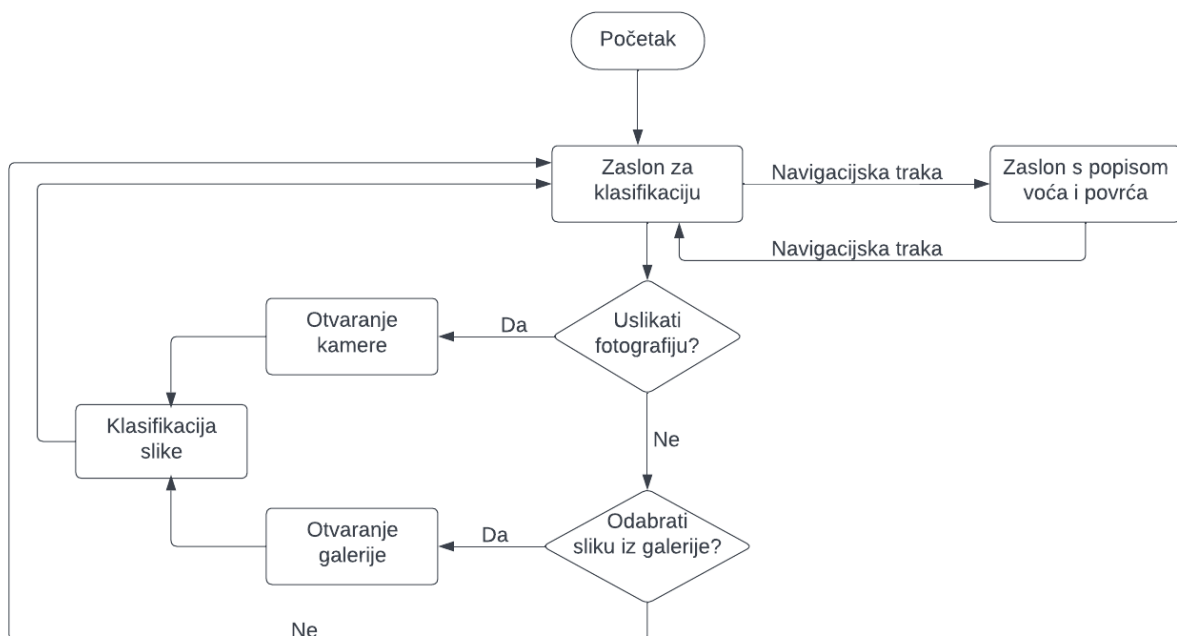 Početak
Zaslon za
klasifikaciju
Navigacijska traka
Zaslon s popisom
voća i povrća
Navigacijska traka
Otvaranje
kamere
Da
Uslikati
fotografiju?
Klasifikacija
slike
Ne
Otvaranje
galerije
Da
Odabrati
sliku iz galerije?
Ne